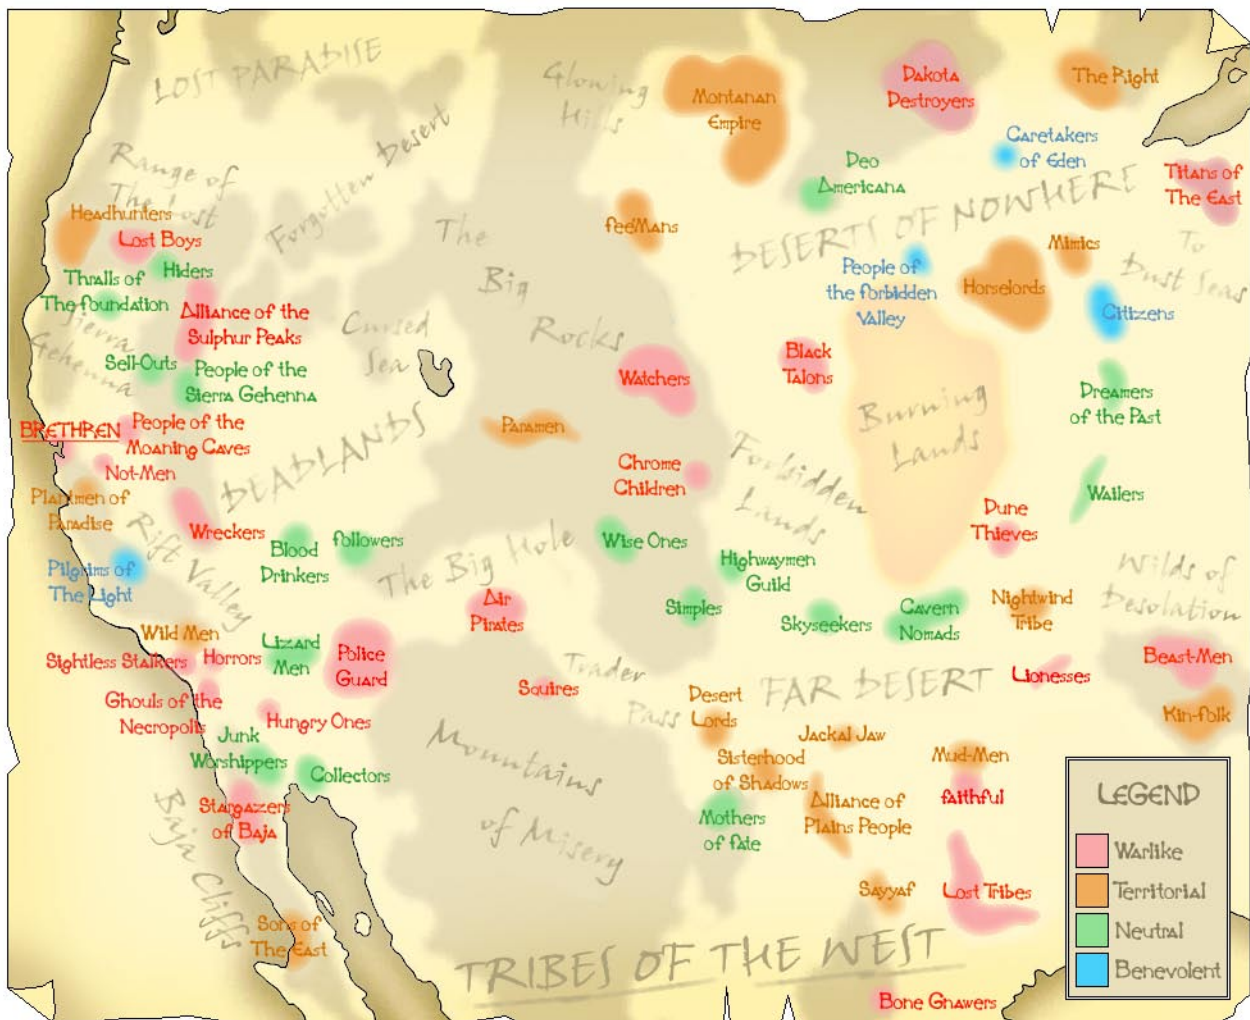 LOST PARADISE
Glowing
Hills
Montanan
Empire
Dakota
Destroyers
The Right
Caretakers
of Eden
Range of
The Lost
Forgotten Desert
Deo
Americana
Titans of
The East
DESERTS OF NOWHERE
Headhunters
Lost Boys
Hiders
Thralls of
The foundation
The
Big
Rocks
fee'Mans
People of
the forbidden
Valley
Horselords
Mimics
To
Dust Seas
Citizens
Alliance of the
Sulphur Peaks
Sierra
Gehenna
Cursed
Sea
Sell-Outs
People of the
Sierra Gehenna
Watchers
Black
Talons
Burning
Lands
Dreamers
of the Past
BRETHREN
People of the
Moaning Caves
Not-Men
DEADLANDS
Paramen
Chrome
Children
Forbidden
Lands
Wailers
Plantmen of
Paradise
Wreckers
Rift Valley
Blood
Drinkers
followers
The Big Hole
Wise Ones
Highwaymen
Guild
Dune
Thieves
Pilgrims of
The Light
Wilds of
Desolation
Air
Pirates
Simples
Skyseekers
Cavern
Nomads
Nightwind
Tribe
Wild Men
Sightless Stalkers
Horrors
Lizard
Men
Police
Guard
Trader
Pass
Squires
FAR DESERT
Lionesses
Beast-Men
Kin-folk
Ghouls of the
Necropolis
Hungry Ones
Desert
Lords
Jackal Jaw
Junk
Worshippers
Collectors
Mountains
of Misery
Sisterhood
of Shadows
Mud-Men
faithful
Stargazers
of Baja
Mothers
of fate
Alliance of
Plains People
Baja Cliffs
Sons of
The East
Sayyaf
Lost Tribes
TRIBES OF THE WEST
Bone Gnawers
LEGEND
Warlike
Territorial
Neutral
Benevolent